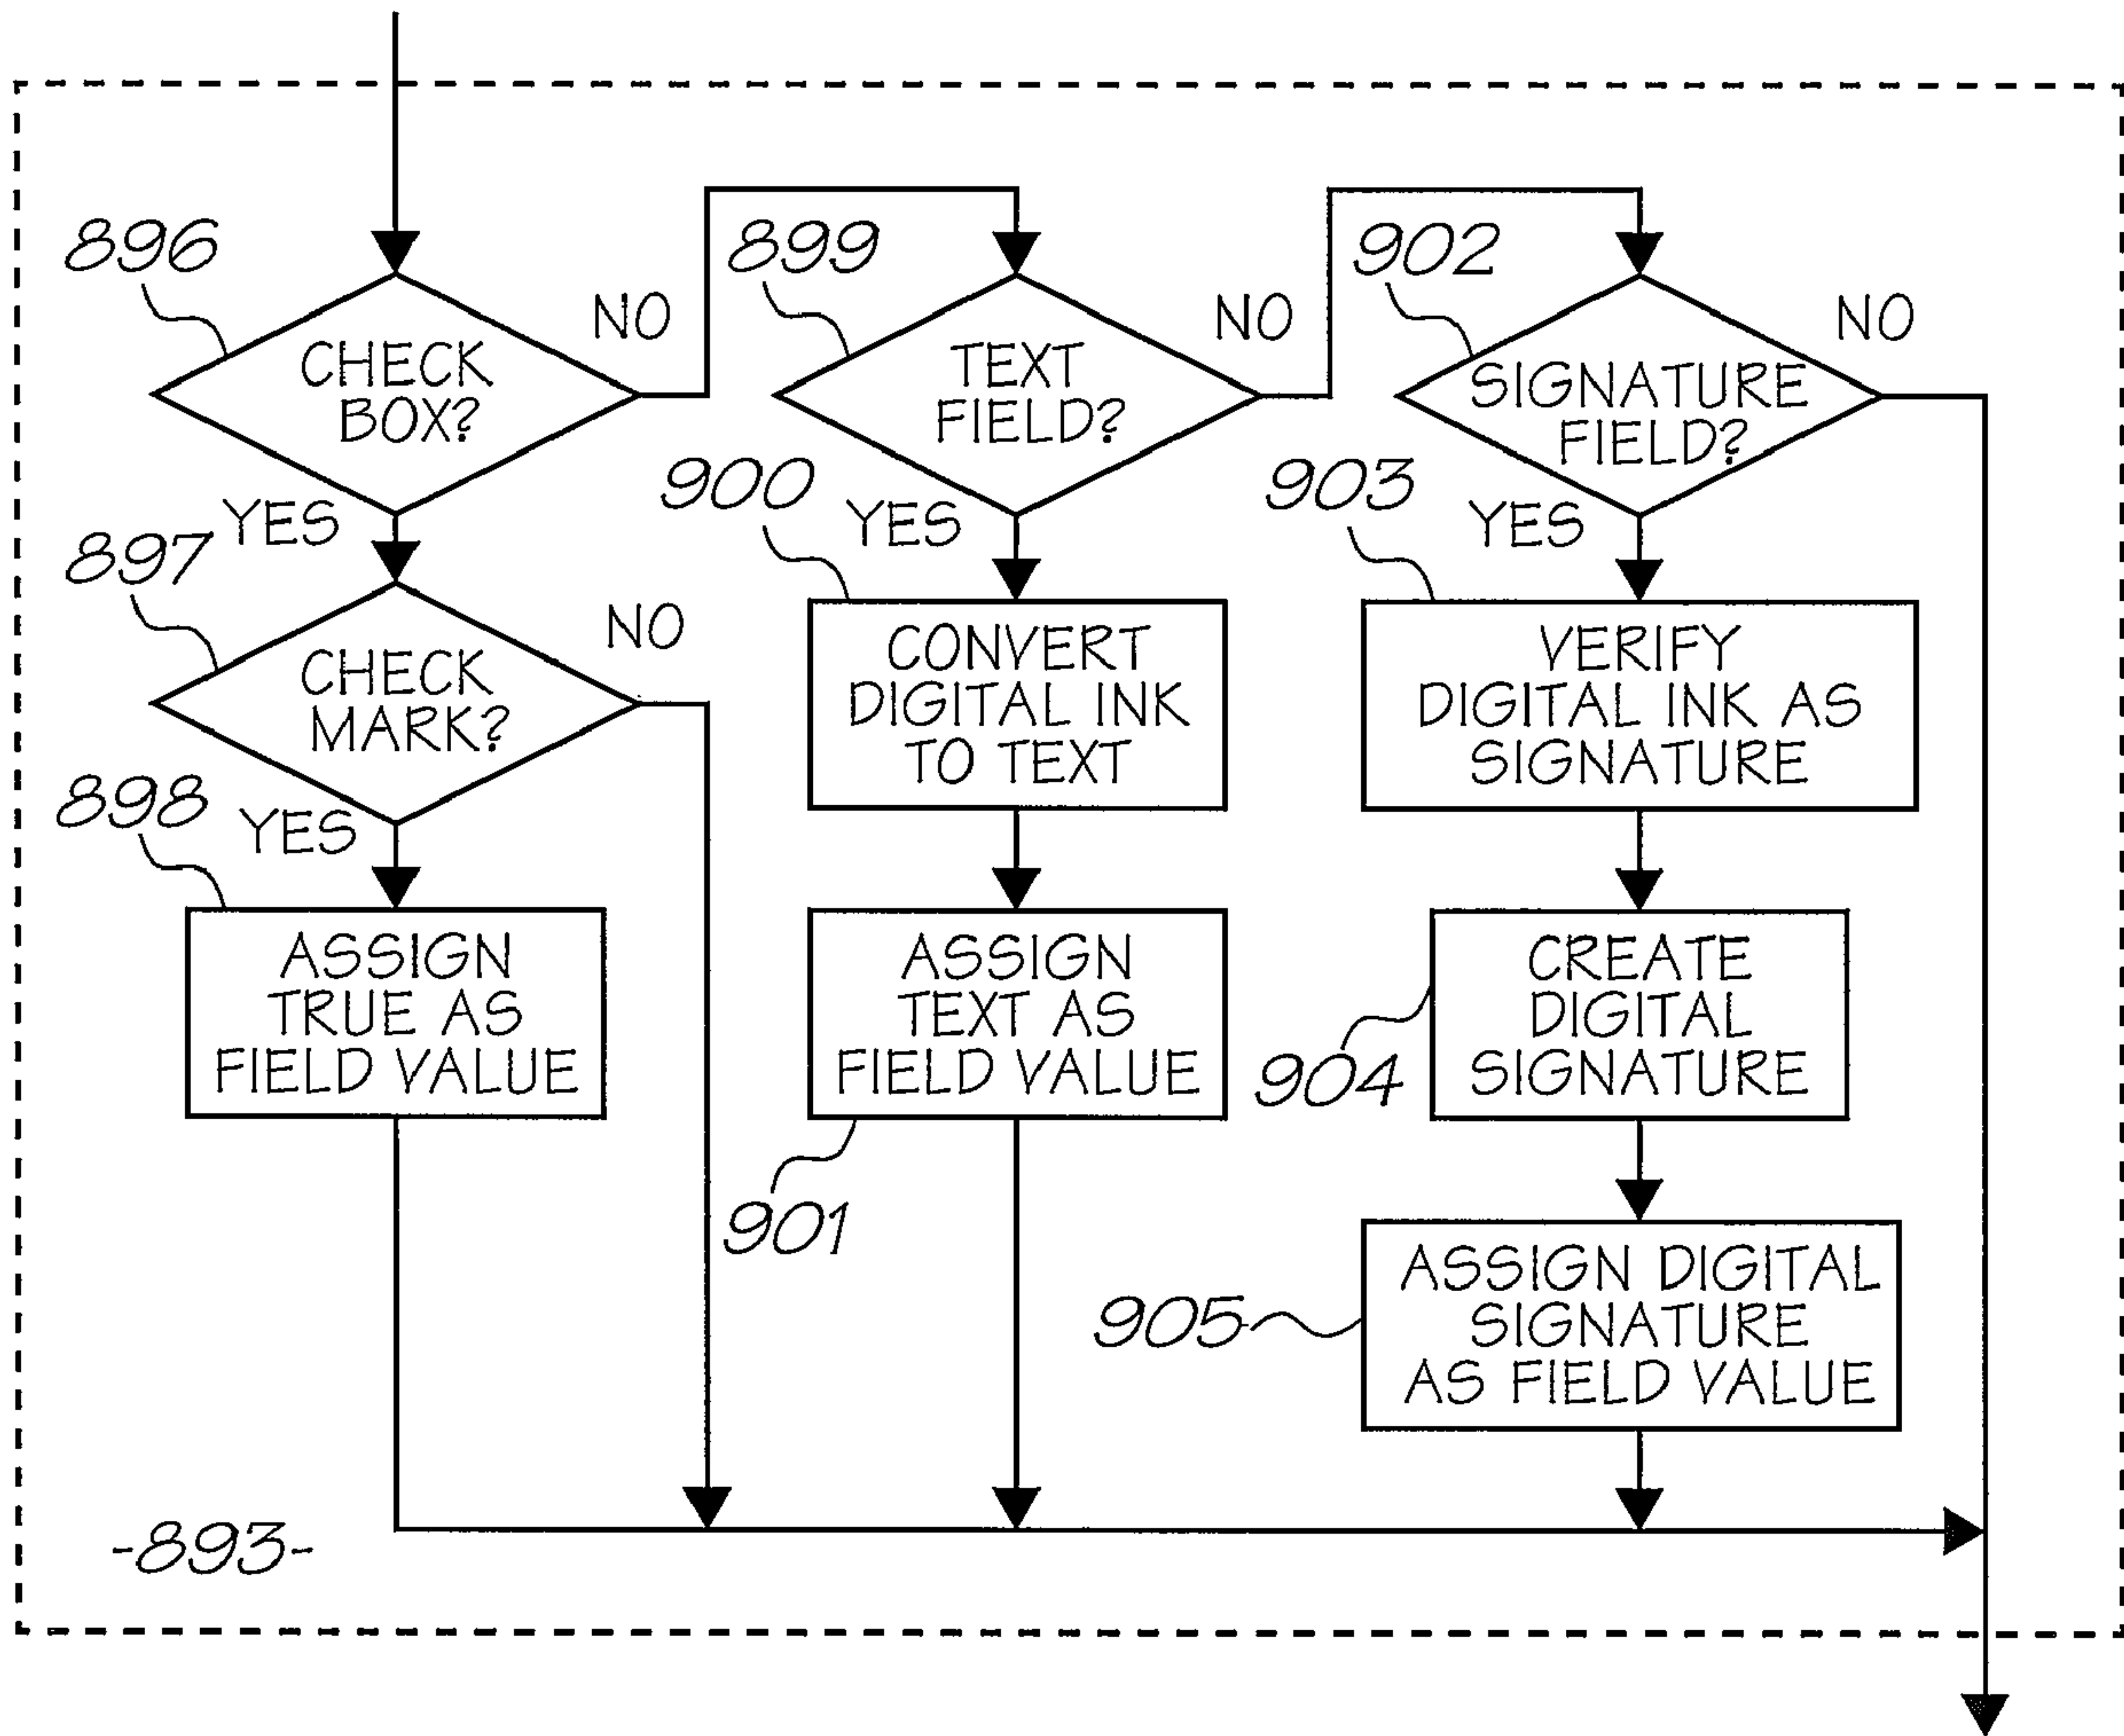 896
CHECK
BOX?
NO
YES
899
TEXT
FIELD?
NO
YES
902
SIGNATURE
FIELD?
NO
YES
897
CHECK
MARK?
NO
YES
900
CONVERT
DIGITAL INK
TO TEXT
903
VERIFY
DIGITAL INK AS
SIGNATURE
898
ASSIGN
TRUE AS
FIELD VALUE
ASSIGN
TEXT AS
FIELD VALUE
901
CREATE
DIGITAL
SIGNATURE
904
ASSIGN DIGITAL
SIGNATURE
AS FIELD VALUE
905
-893-